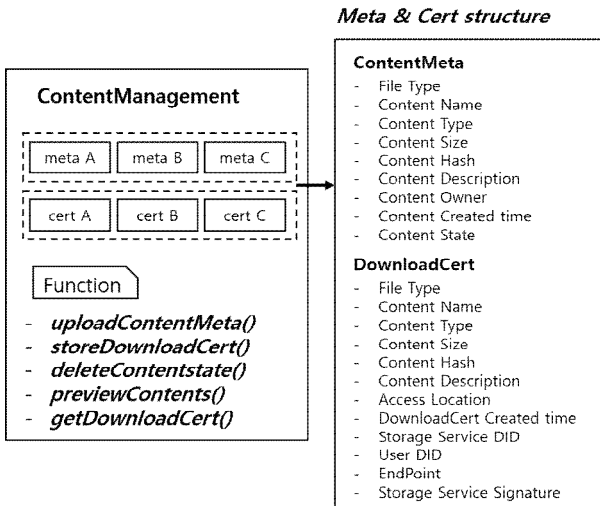 Meta & Cert structure
ContentManagement
meta A meta B meta C
cert A cert B cert C
Function
- uploadContentMeta()
- storeDownloadCert()
- deleteContentstate()
- previewContents()
- getDownloadCert()
ContentMeta
- File Type
- Content Name
- Content Type
- Content Size
- Content Hash
- Content Description
- Content Owner
- Content Created time
- Content State
DownloadCert
- File Type
- Content Name
- Content Type
- Content Size
- Content Hash
- Content Description
- Access Location
- DownloadCert Created time
- Storage Service DID
- User DID
- EndPoint
- Storage Service Signature